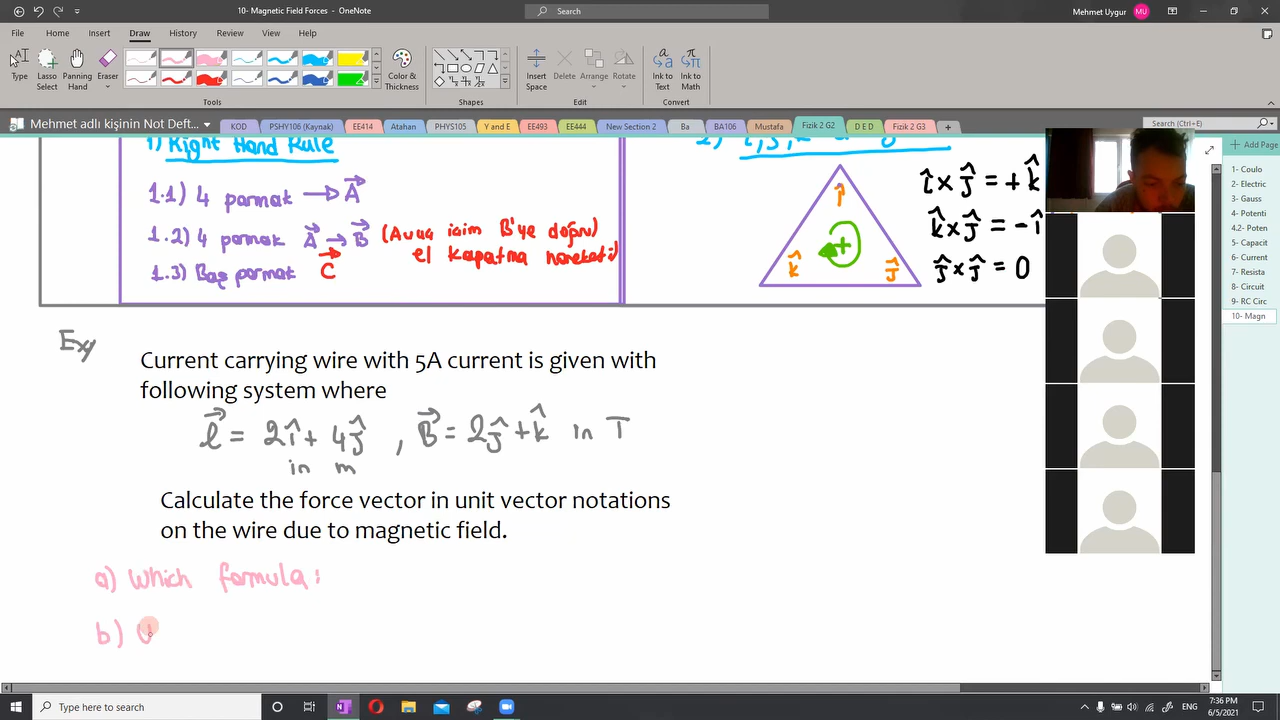 10- Magnetic Field Forces - OneNote
Search
Mehmet Uygur MU
File Home Insert Draw View Help
Type
Lasso Select
Panning Hand
Eraser
Color & Thickness
Insert Space
Delete
Arrange
Rotate
Ink to Text
Ink to Math
Tools
Shapes
Edit
Convert
Mehmet adlı kişinin Not Deft...
KOD PSHY106 (Kaynak) EE414 Atahan PHYS105 Y and E EE493 EE444 New Section 2 Ba BA106 Mustafa Fizik 2 G2 D E D Fizik 2 G3
Search (Ctrl+E)
Add Page
1- Coulo
2- Electric
3- Gauss
4- Potenti
4.2- Poten
5- Capacit
6- Current
7- Resista
8- Circuit
9- RC Circ
10- Magn
1) Right Hand Rule
1.1) 4 parmak → A⃗
1.2) 4 parmak A⃗ → B⃗ (Avuç içim B'ye doğru
el kapatma hareketi)
1.3) Baş parmak C⃗
2)
î
k̂
ĵ
+
î x ĵ = +k̂
k̂ x ĵ = -î
ĵ x ĵ = 0
Ex
Current carrying wire with 5A current is given with
following system where
l⃗ = 2î + 4ĵ , B⃗ = 2ĵ + k̂ in T
in m
Calculate the force vector in unit vector notations
on the wire due to magnetic field.
a) Which formula:
b)
Type here to search
ENG
7:36 PM
6/5/2021